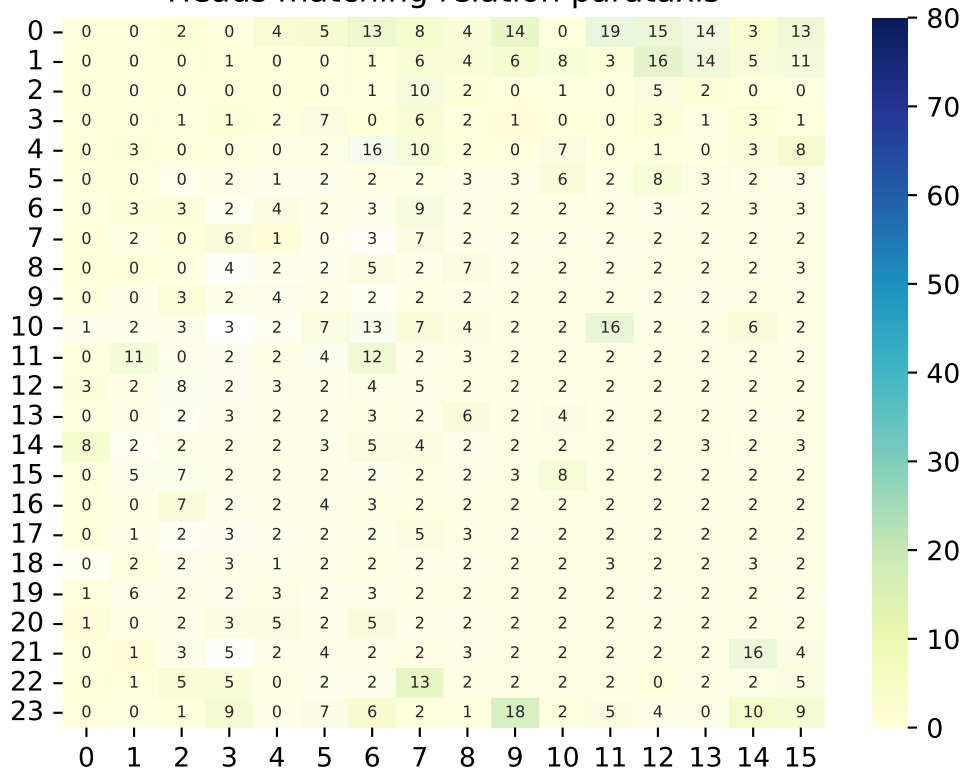 Heads matching relation parataxis
0 0 0 2 0 4 5 13 8 4 14 0 19 15 14 3 13
1 0 0 0 1 0 0 1 6 4 6 8 3 16 14 5 11
2 0 0 0 0 0 0 1 10 2 0 1 0 5 2 0 0
3 0 0 1 1 2 7 0 6 2 1 0 0 3 1 3 1
4 0 3 0 0 0 2 16 10 2 0 7 0 1 0 3 8
5 0 0 0 2 1 2 2 2 3 3 6 2 8 3 2 3
6 0 3 3 2 4 2 3 9 2 2 2 2 3 2 3 3
7 0 2 0 6 1 0 3 7 2 2 2 2 2 2 2 2
8 0 0 0 4 2 2 5 2 7 2 2 2 2 2 2 3
9 0 0 3 2 4 2 2 2 2 2 2 2 2 2 2 2
10 1 2 3 3 2 7 13 7 4 2 2 16 2 2 6 2
11 0 11 0 2 2 4 12 2 3 2 2 2 2 2 2 2
12 3 2 8 2 3 2 4 5 2 2 2 2 2 2 2 2
13 0 0 2 3 2 2 3 2 6 2 4 2 2 2 2 2
14 8 2 2 2 2 3 5 4 2 2 2 2 2 3 2 3
15 0 5 7 2 2 2 2 2 2 3 8 2 2 2 2 2
16 0 0 7 2 2 4 3 2 2 2 2 2 2 2 2 2
17 0 1 2 3 2 2 2 5 3 2 2 2 2 2 2 2
18 0 2 2 3 1 2 2 2 2 2 2 3 2 2 3 2
19 1 6 2 2 3 2 3 2 2 2 2 2 2 2 2 2
20 1 0 2 3 5 2 5 2 2 2 2 2 2 2 2 2
21 0 1 3 5 2 4 2 2 3 2 2 2 2 2 16 4
22 0 1 5 5 0 2 2 13 2 2 2 2 0 2 2 5
23 0 0 1 9 0 7 6 2 1 18 2 5 4 0 10 9
0 1 2 3 4 5 6 7 8 9 10 11 12 13 14 15
80
70
60
50
40
30
20
10
0